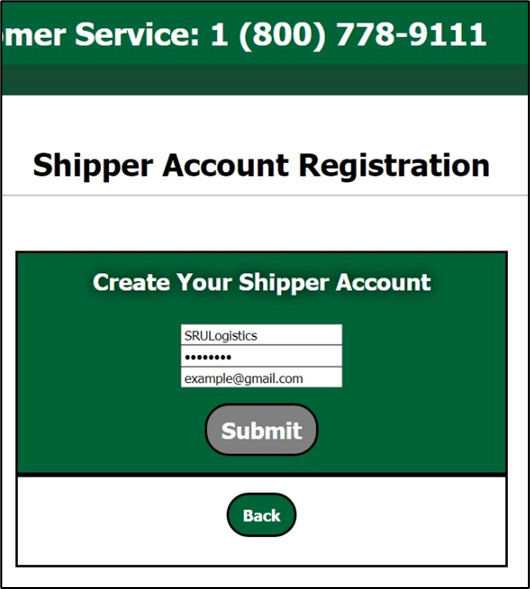 omer Service: 1 (800) 778-9111
Shipper Account Registration
Create Your Shipper Account
SRULogistics
••••••••
example@gmail.com
Submit
Back